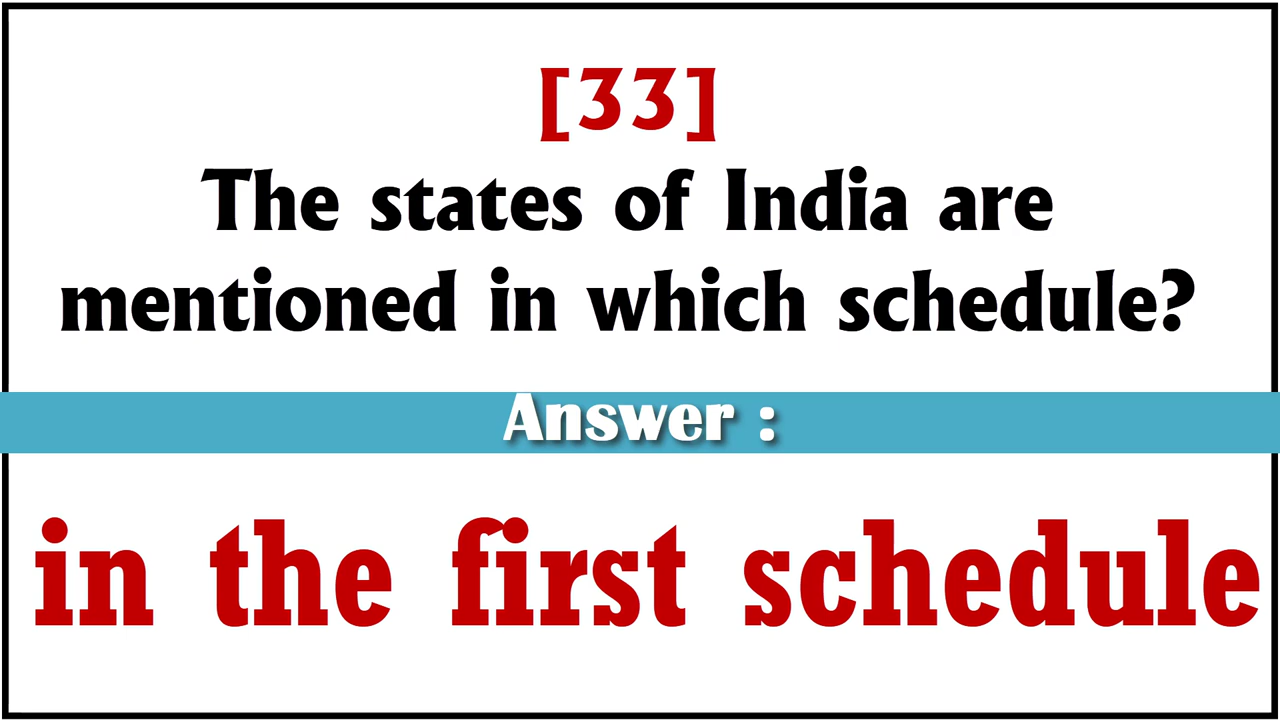 [33]
The states of India are
mentioned in which schedule?
Answer :
in the first schedule